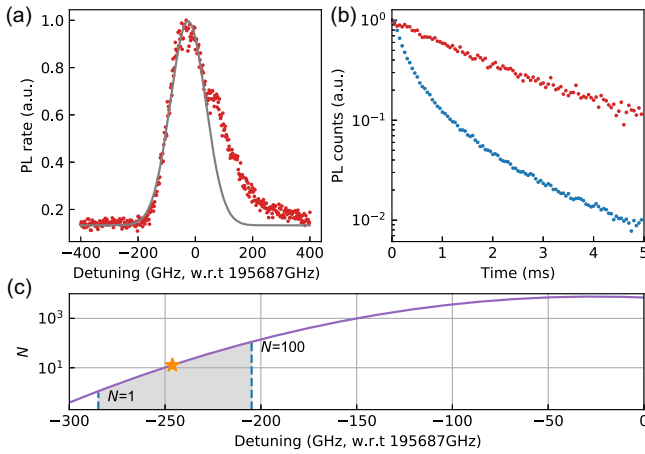 (a)
1.0
0.8
0.6
0.4
0.2
PL rate (a.u.)
−400 −200 0 200 400
Detuning (GHz, w.r.t 195687GHz)
(b)
10⁰
10⁻¹
10⁻²
PL counts (a.u.)
0 1 2 3 4 5
Time (ms)
(c)
10³
10¹
N
N=1
N=100
−300 −250 −200 −150 −100 −50 0
Detuning (GHz, w.r.t 195687GHz)